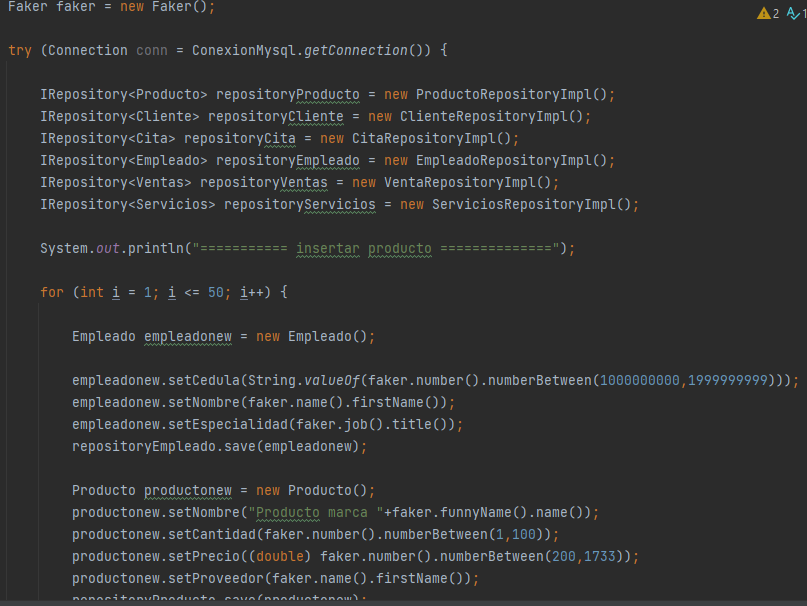 Faker faker = new Faker();
2 1
try (Connection conn = ConexionMysql.getConnection()) {
IRepository<Producto> repositoryProducto = new ProductoRepositoryImpl();
IRepository<Cliente> repositoryCliente = new ClienteRepositoryImpl();
IRepository<Cita> repositoryCita = new CitaRepositoryImpl();
IRepository<Empleado> repositoryEmpleado = new EmpleadoRepositoryImpl();
IRepository<Ventas> repositoryVentas = new VentaRepositoryImpl();
IRepository<Servicios> repositoryServicios = new ServiciosRepositoryImpl();
System.out.println("=========== insertar producto ==============");
for (int i = 1; i <= 50; i++) {
Empleado empleadonew = new Empleado();
empleadonew.setCedula(String.valueOf(faker.number().numberBetween(1000000000,1999999999)));
empleadonew.setNombre(faker.name().firstName());
empleadonew.setEspecialidad(faker.job().title());
repositoryEmpleado.save(empleadonew);
Producto productonew = new Producto();
productonew.setNombre("Producto marca "+faker.funnyName().name());
productonew.setCantidad(faker.number().numberBetween(1,100));
productonew.setPrecio((double) faker.number().numberBetween(200,1733));
productonew.setProveedor(faker.name().firstName());
repositoryProducto.save(productonew);